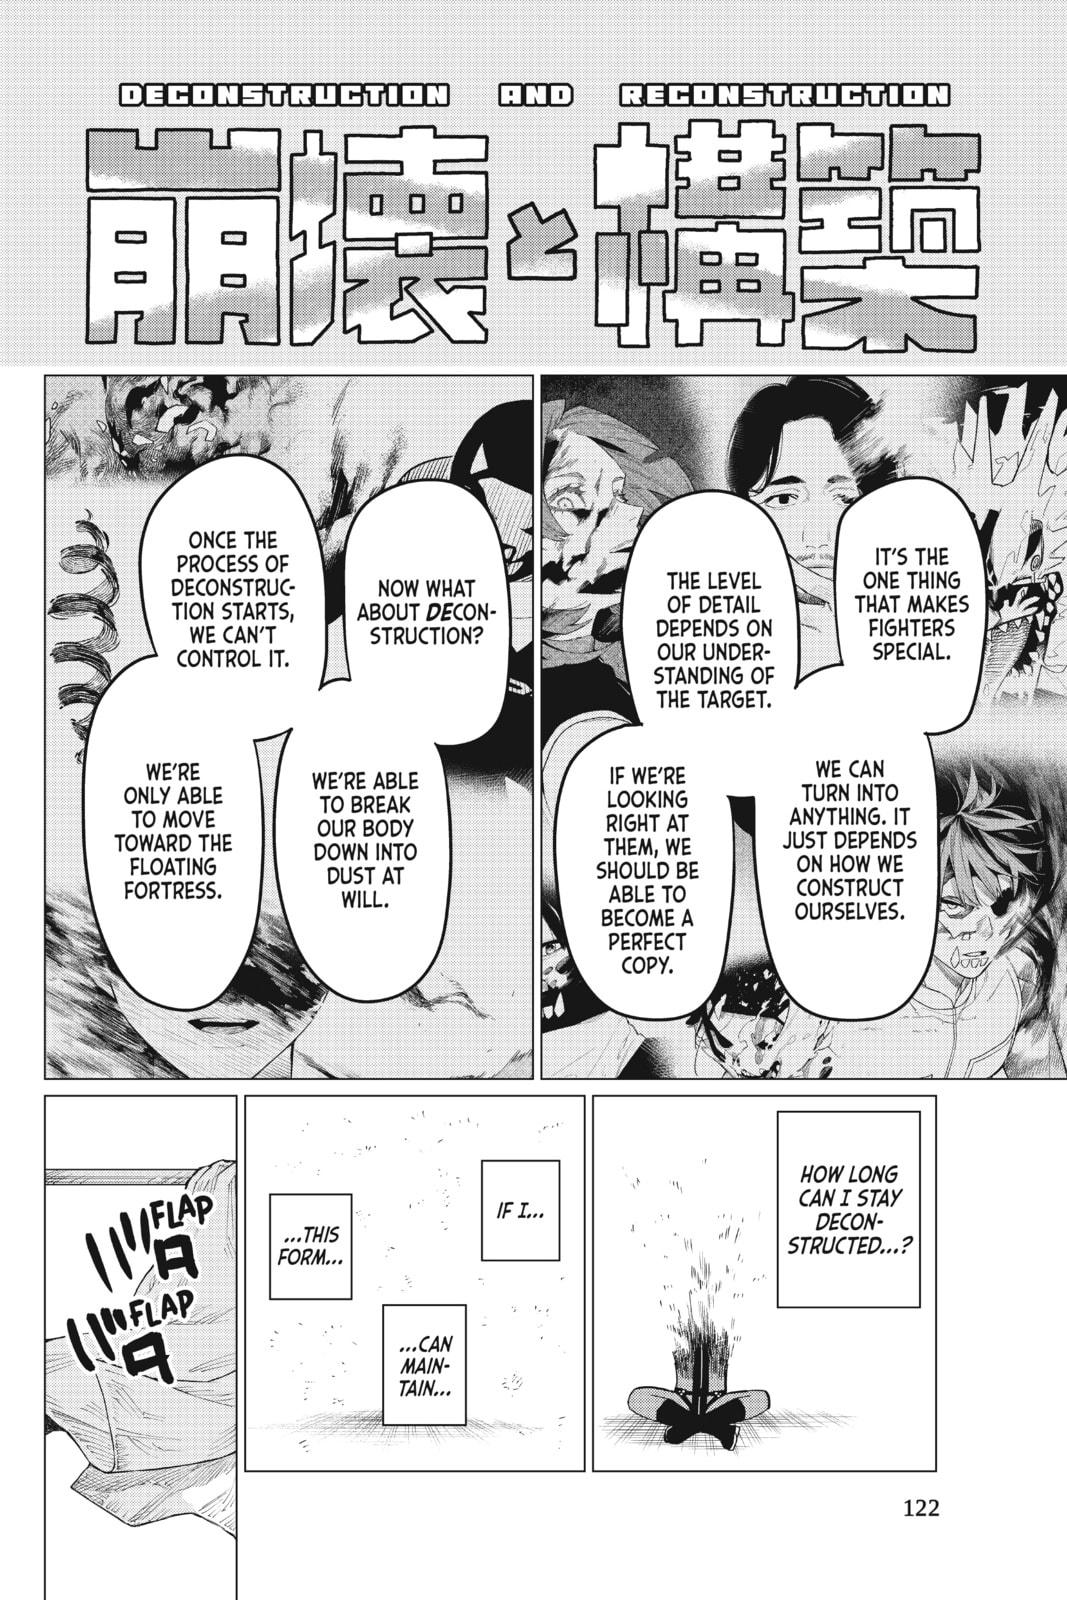 DECONSTRUCTION AND RECONSTRUCTION
崩壊と構築
IT'S THE
ONE THING
THAT MAKES
FIGHTERS
SPECIAL.
WE CAN
TURN INTO
ANYTHING. IT
JUST DEPENDS
ON HOW WE
CONSTRUCT
OURSELVES.
THE LEVEL
OF DETAIL
DEPENDS ON
OUR UNDER-
STANDING OF
THE TARGET.
IF WE'RE
LOOKING
RIGHT AT
THEM, WE
SHOULD BE
ABLE TO
BECOME A
PERFECT
COPY.
NOW WHAT
ABOUT DECON-
STRUCTION?
WE'RE ABLE
TO BREAK
OUR BODY
DOWN INTO
DUST AT
WILL.
ONCE THE
PROCESS OF
DECONSTRUC-
TION STARTS,
WE CAN'T
CONTROL IT.
WE'RE
ONLY ABLE
TO MOVE
TOWARD THE
FLOATING
FORTRESS.
HOW LONG
CAN I STAY
DECON-
STRUCTED...?
IF I...
...CAN
MAIN-
TAIN...
...THIS
FORM...
FLAP
バタ
FLAP
バタ
122